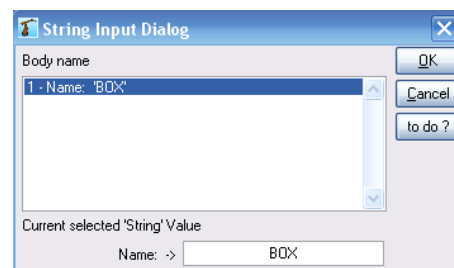 String Input Dialog
Body name
OK
1 - Name: 'BOX'
Cancel
to do ?
Current selected 'String' Value
Name: -> BOX